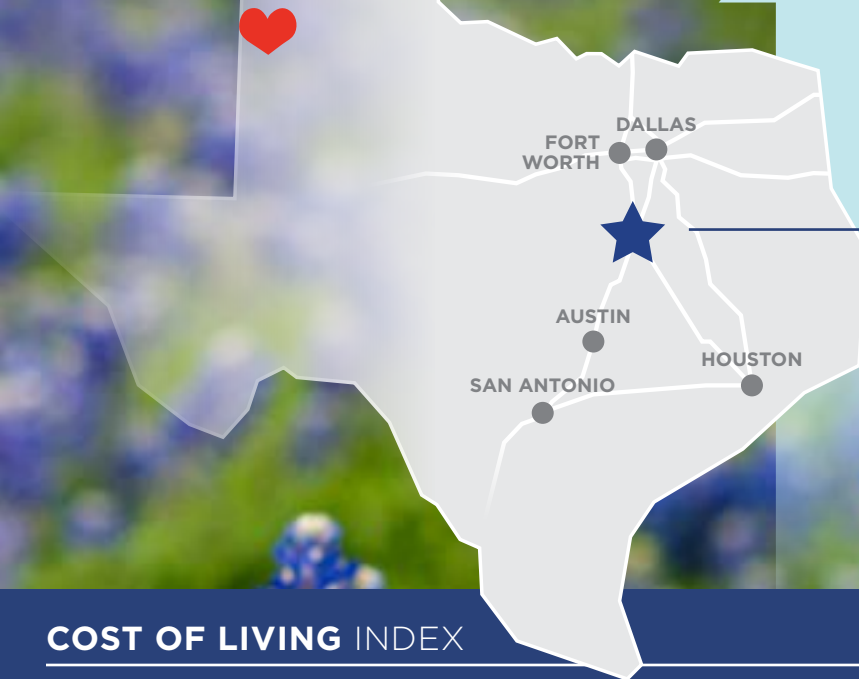 DALLAS
FORT
WORTH
AUSTIN
HOUSTON
SAN ANTONIO
COST OF LIVING INDEX